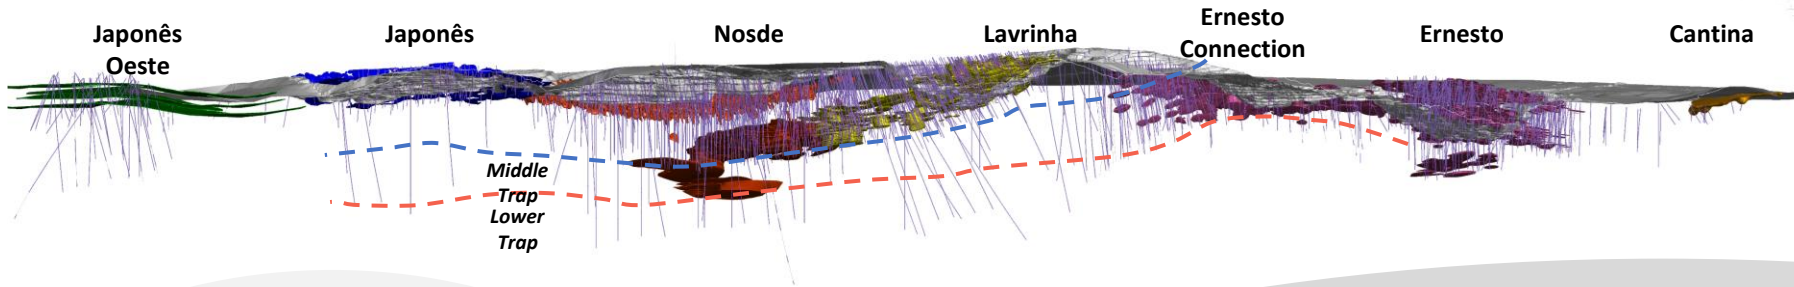 Japonês
Oeste
Japonês
Nosde
Lavrinha
Ernesto
Connection
Ernesto
Cantina
Middle
Trap
Lower
Trap